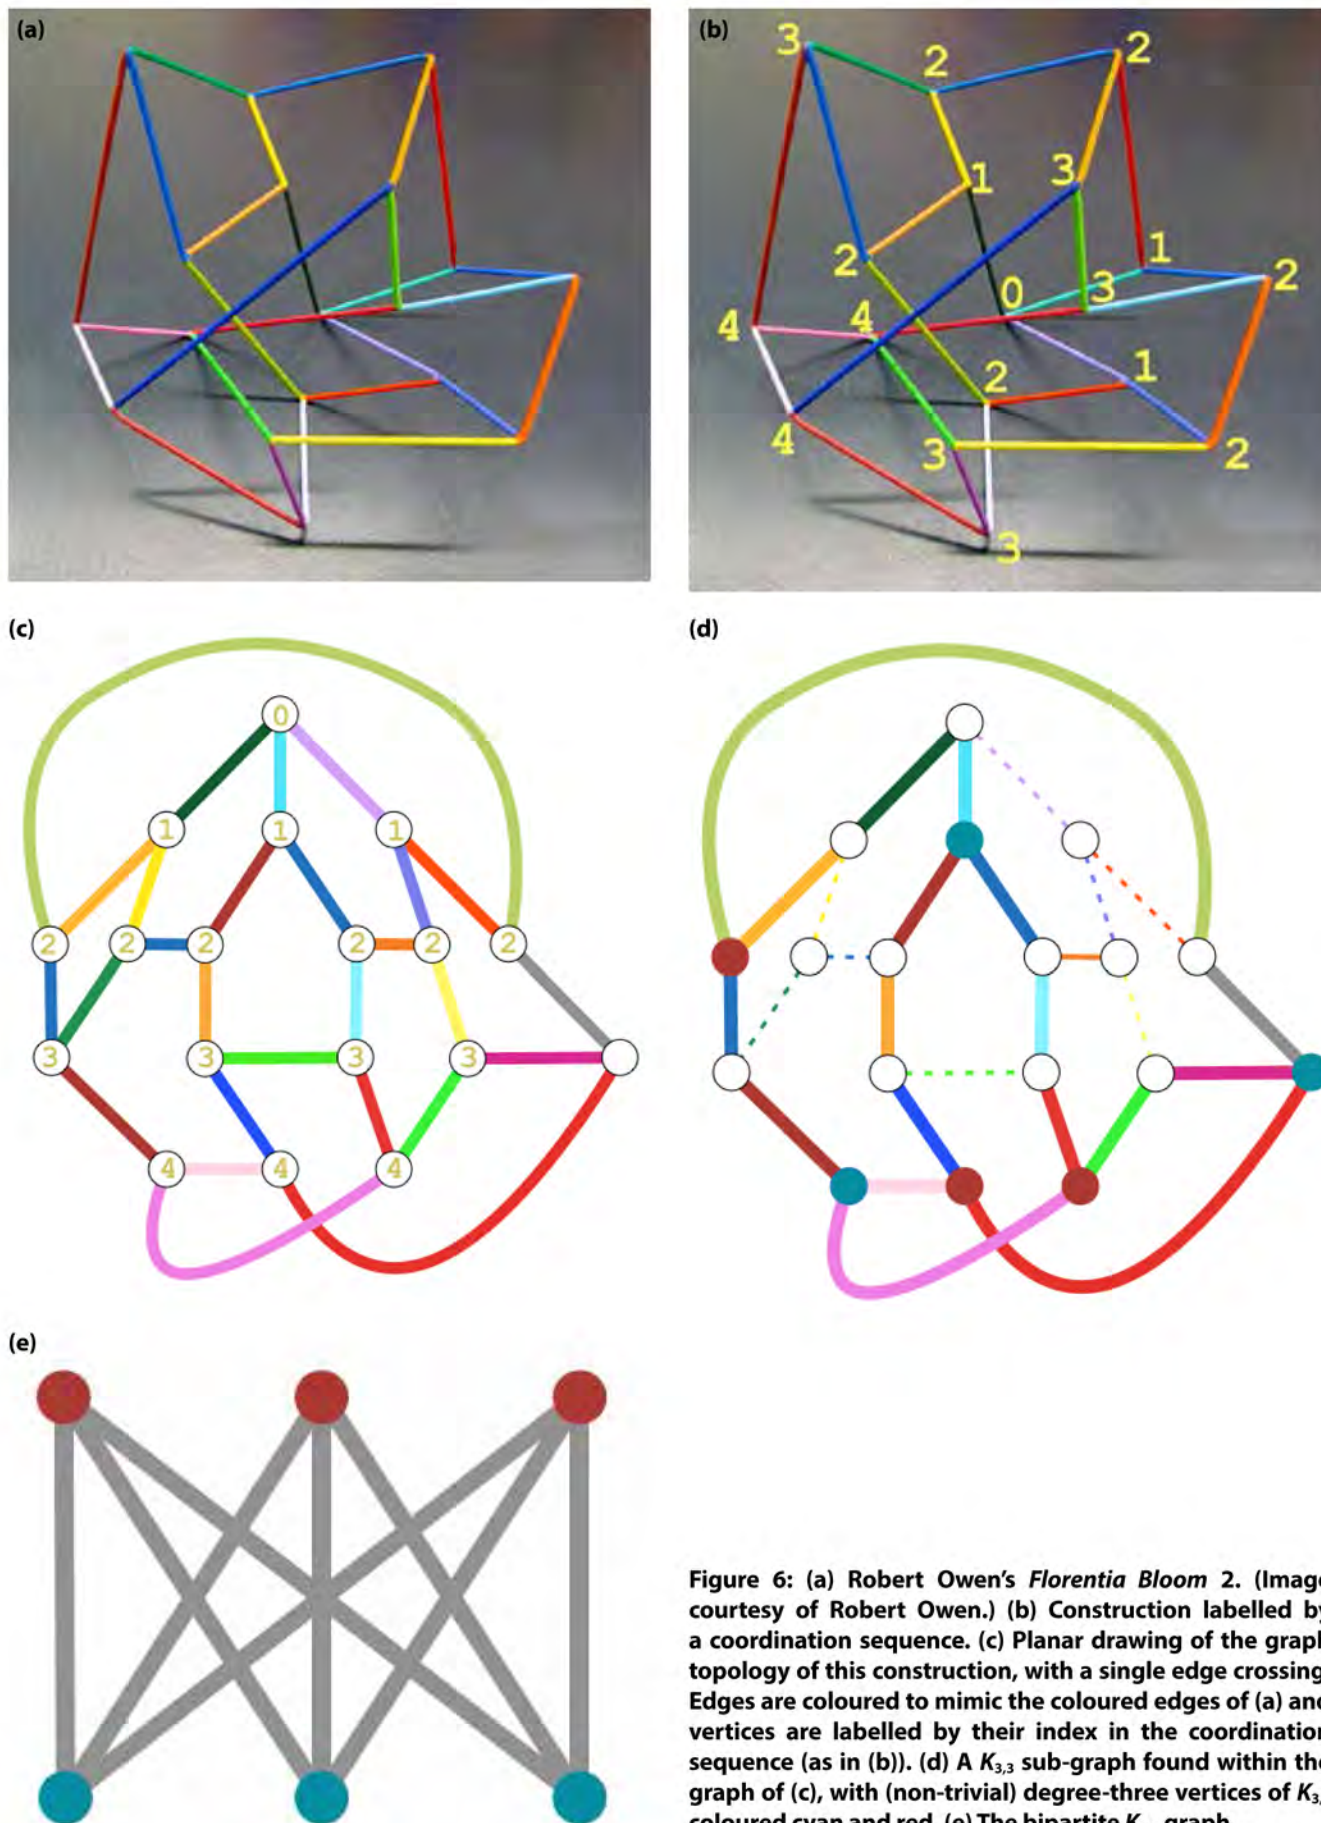 (a)
(b)
3
2
2
1
3
2
1
0
3
2
4
4
2
1
4
3
2
3
(c)
(d)
0
1
1
1
2
2
2
2
2
2
3
3
3
3
4
4
4
(e)
Figure 6: (a) Robert Owen's Florentia Bloom 2. (Image
courtesy of Robert Owen.) (b) Construction labelled by
a coordination sequence. (c) Planar drawing of the graph
topology of this construction, with a single edge crossing
Edges are coloured to mimic the coloured edges of (a) and
vertices are labelled by their index in the coordination
sequence (as in (b)). (d) A K3,3 sub-graph found within the
graph of (c), with (non-trivial) degree-three vertices of K3,
coloured cyan and red. (e) The bipartite K graph